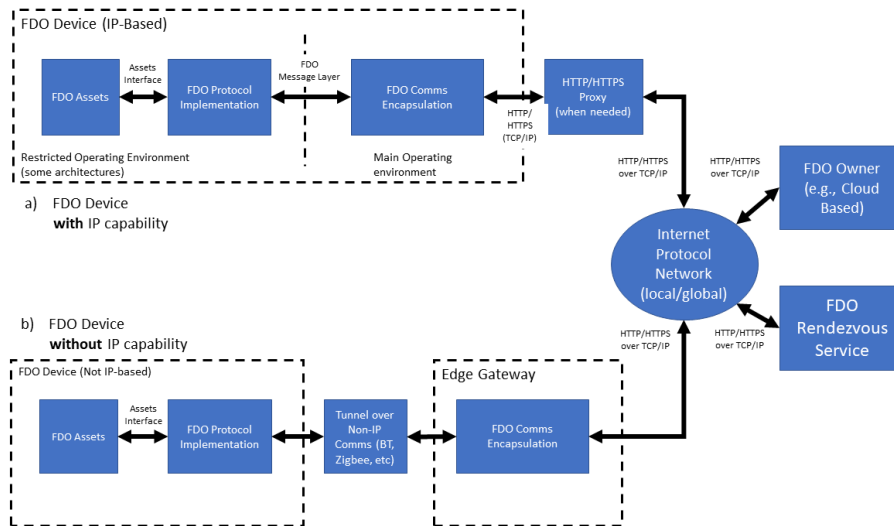 FDO Device (IP-Based)
FDO Assets
Assets
Interface
FDO Protocol
Implementation
FDO
Message Layer
FDO Comms
Encapsulation
HTTP/
HTTPS
(TCP/IP)
HTTP/HTTPS
Proxy
(when needed)
Restricted Operating Environment
(some architectures)
Main Operating
environment
a) FDO Device
with IP capability
HTTP/HTTPS
over TCP/IP
HTTP/HTTPS
over TCP/IP
FDO Owner
(e.g., Cloud
Based)
Internet
Protocol
Network
(local/global)
FDO
Rendezvous
Service
HTTP/HTTPS
over TCP/IP
HTTP/HTTPS
over TCP/IP
b) FDO Device
without IP capability
FDO Device (Not IP-based)
FDO Assets
Assets
Interface
FDO Protocol
Implementation
Tunnel over
Non-IP
Comms (BT,
Zigbee, etc)
Edge Gateway
FDO Comms
Encapsulation